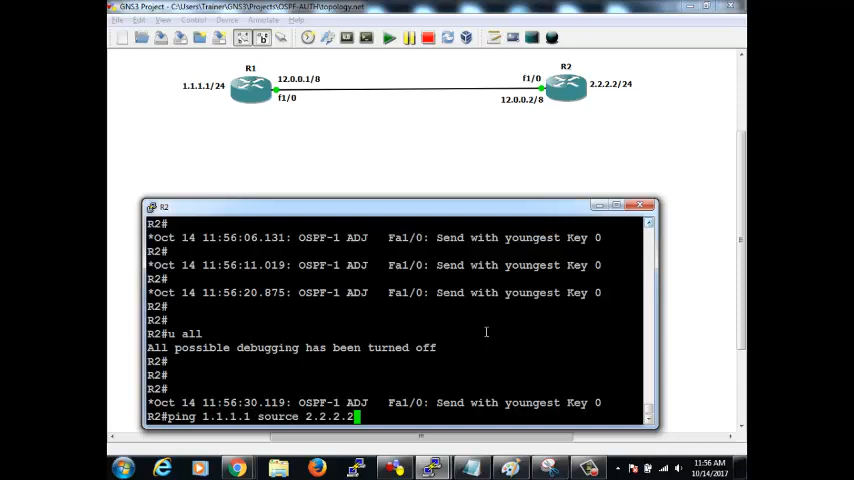 GNS3 Project - C:\Users\Trainer\GNS3\Projects\OSPF-AUTH\topology.net
File Edit View Control Device Annotate Help
R1
R2
12.0.0.1/8
f1/0
1.1.1.1/24
2.2.2.2/24
f1/0
12.0.0.2/8
R2
R2#
*Oct 14 11:56:06.131: OSPF-1 ADJ   Fa1/0: Send with youngest Key 0
R2#
*Oct 14 11:56:11.019: OSPF-1 ADJ   Fa1/0: Send with youngest Key 0
R2#
*Oct 14 11:56:20.875: OSPF-1 ADJ   Fa1/0: Send with youngest Key 0
R2#
R2#
R2#u all
All possible debugging has been turned off
R2#
R2#
R2#
*Oct 14 11:56:30.119: OSPF-1 ADJ   Fa1/0: Send with youngest Key 0
R2#ping 1.1.1.1 source 2.2.2.2
11:56 AM
10/14/2017